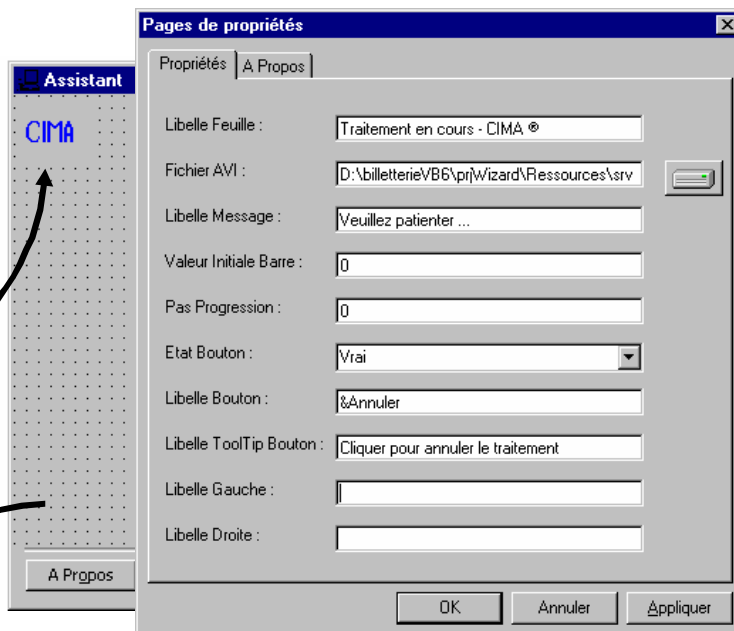 Pages de propriétés
Assistant
CIMA
Propriétés
A Propos
Libelle Feuille :
Traitement en cours - CIMA ®
Fichier AVI :
D:\billetterieVB6\prjWizard\Ressources\srv
Libelle Message :
Veuillez patienter ...
Valeur Initiale Barre :
0
Pas Progression :
0
Etat Bouton :
Vrai
Libelle Bouton :
&Annuler
Libelle ToolTip Bouton :
Cliquer pour annuler le traitement
Libelle Gauche :
Libelle Droite :
A Propos
OK
Annuler
Appliquer